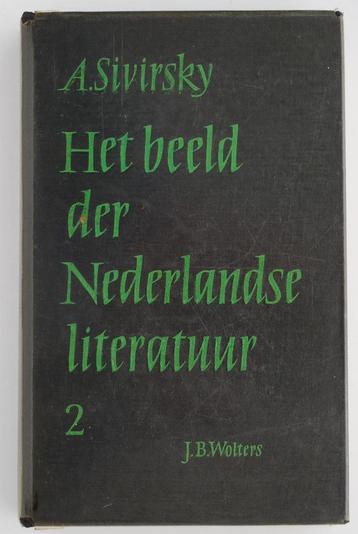 A.Sivirsky
Het beeld
der
Nederlandse
literatuur
2
J.B.Wolters